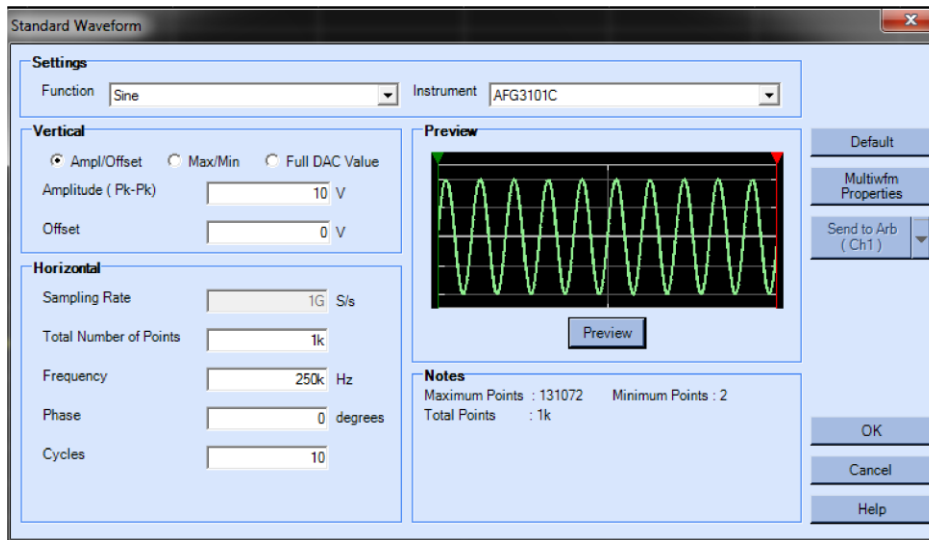 Standard Waveform
Settings
Function Sine Instrument AFG3101C
Vertical
Ampl/Offset Max/Min Full DAC Value
Amplitude ( Pk-Pk) 10 V
Offset 0 V
Horizontal
Sampling Rate 1G S/s
Total Number of Points 1k
Frequency 250k Hz
Phase 0 degrees
Cycles 10
Preview
Preview
Notes
Maximum Points : 131072 Minimum Points : 2
Total Points : 1k
Default
Multiwfm
Properties
Send to Arb
( Ch1 )
OK
Cancel
Help